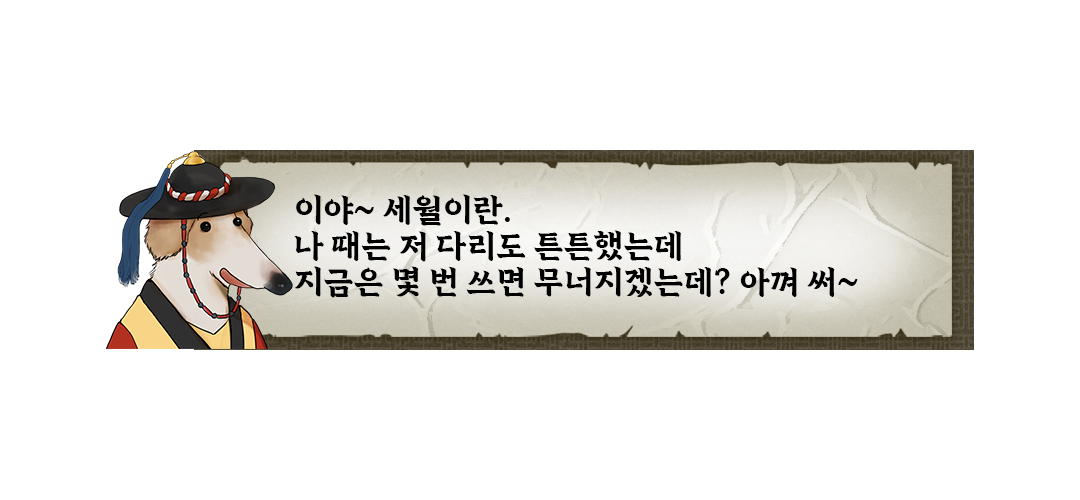 이야~ 세월이란.
나 때는 저 다리도 튼튼했는데
지금은 몇 번 쓰면 무너지겠는데? 아껴 써~